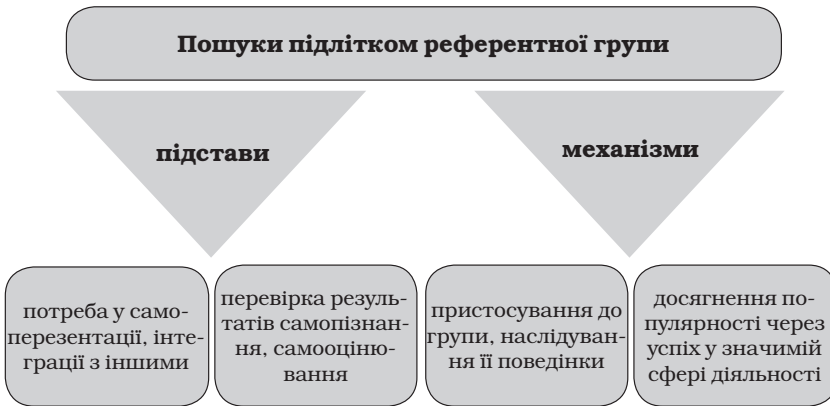 Пошуки підлітком референтної групи
підстави
механізми
потреба у само-
перезентації, інте-
грації з іншими
перевірка резуль-
татів самопізнан-
ня, самооціню-
вання
пристосування до
групи, наслідуван-
ня її поведінки
досягнення по-
пулярності через
успіх у значимій
сфері діяльності